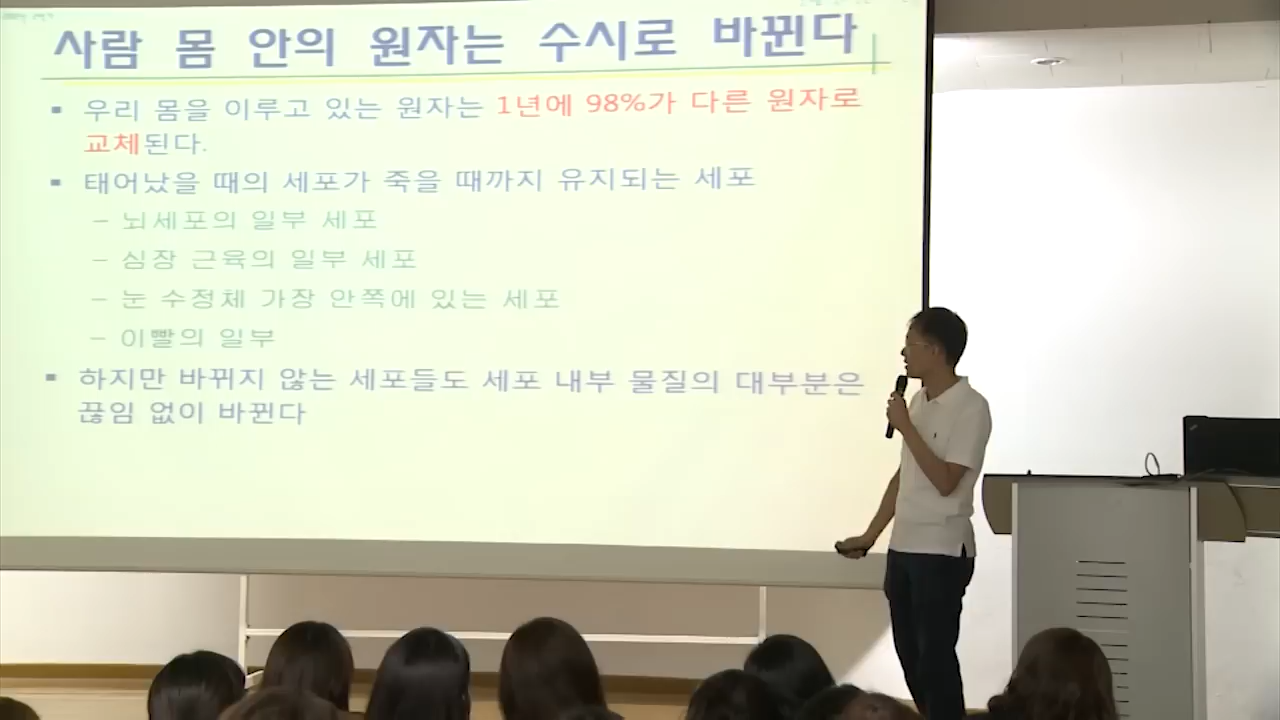 사람 몸 안의 원자는 수시로 바뀐다
▪ 우리 몸을 이루고 있는 원자는 1년에 98%가 다른 원자로
교체된다.
▪ 태어났을 때의 세포가 죽을 때까지 유지되는 세포
– 뇌세포의 일부 세포
– 심장 근육의 일부 세포
– 눈 수정체 가장 안쪽에 있는 세포
– 이빨의 일부
▪ 하지만 바뀌지 않는 세포들도 세포 내부 물질의 대부분은
끊임 없이 바뀐다